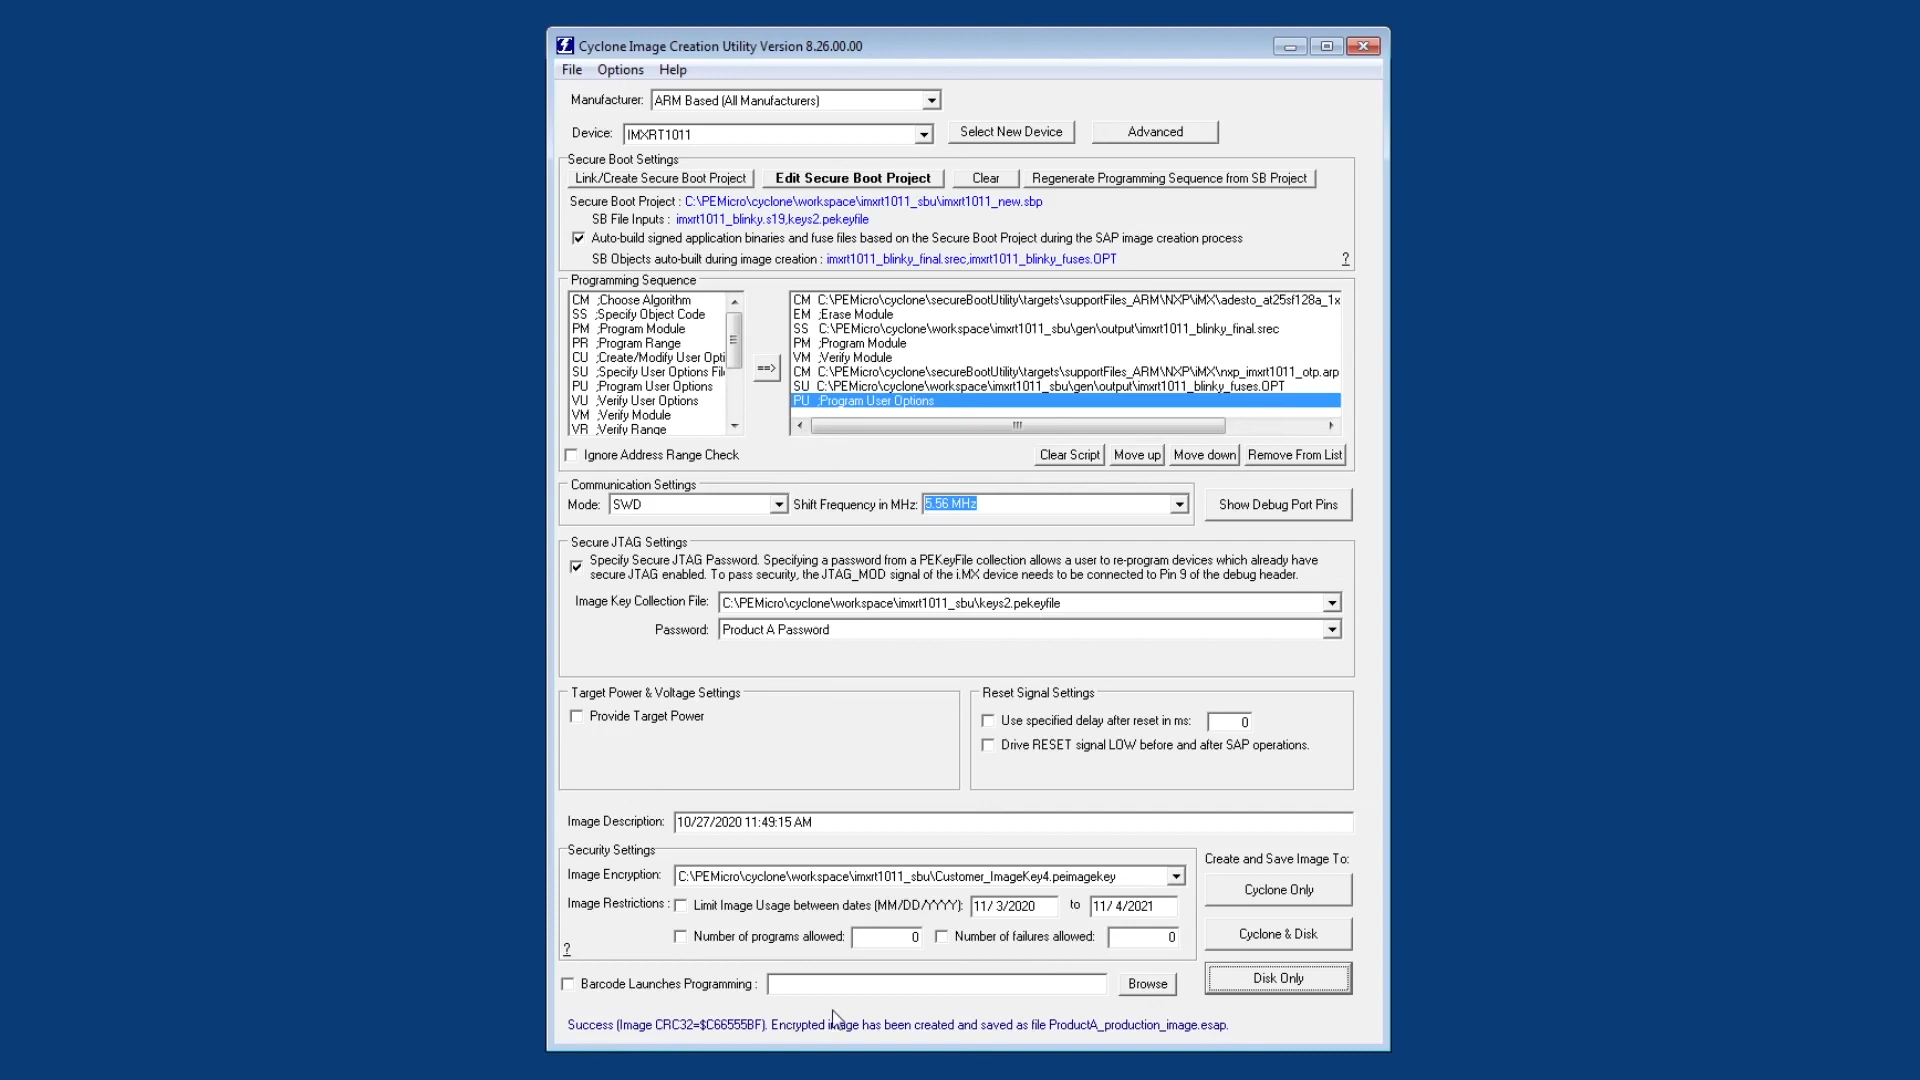 Cyclone Image Creation Utility Version 8.26.00.00
File Options Help
Manufacturer: ARM Based (All Manufacturers)
Device: IMXRT1011 Select New Device Advanced
Secure Boot Settings
Link/Create Secure Boot Project Edit Secure Boot Project Clear Regenerate Programming Sequence from SB Project
Secure Boot Project : C:\PEMicro\cyclone\workspace\imxrt1011_sbu\imxrt1011_new.sbp
SB File Inputs : imxrt1011_blinky.s19,keys2.pekeyfile
Auto-build signed application binaries and fuse files based on the Secure Boot Project during the SAP image creation process
SB Objects auto-built during image creation : imxrt1011_blinky_final.srec,imxrt1011_blinky_fuses.OPT ?
Programming Sequence
CM ;Choose Algorithm
SS ;Specify Object Code
PM ;Program Module
PR ;Program Range
CU ;Create/Modify User Opti
SU ;Specify User Options File
PU ;Program User Options
VU ;Verify User Options
VM ;Verify Module
VR ;Verify Range
==>
CM C:\PEMicro\cyclone\secureBootUtility\targets\supportFiles_ARM\NXP\iMX\adesto_at25sf128a_1x
EM ;Erase Module
SS C:\PEMicro\cyclone\workspace\imxrt1011_sbu\gen\output\imxrt1011_blinky_final.srec
PM ;Program Module
VM ;Verify Module
CM C:\PEMicro\cyclone\secureBootUtility\targets\supportFiles_ARM\NXP\iMX\nxp_imxrt1011_otp.arp
SU C:\PEMicro\cyclone\workspace\imxrt1011_sbu\gen\output\imxrt1011_blinky_fuses.OPT
PU ;Program User Options
Ignore Address Range Check Clear Script Move up Move down Remove From List
Communication Settings
Mode: SWD Shift Frequency in MHz: 5.56 MHz Show Debug Port Pins
Secure JTAG Settings
Specify Secure JTAG Password. Specifying a password from a PEKeyFile collection allows a user to re-program devices which already have
secure JTAG enabled. To pass security, the JTAG_MOD signal of the i.MX device needs to be connected to Pin 9 of the debug header.
Image Key Collection File: C:\PEMicro\cyclone\workspace\imxrt1011_sbu\keys2.pekeyfile
Password: Product A Password
Target Power & Voltage Settings
Provide Target Power
Reset Signal Settings
Use specified delay after reset in ms: 0
Drive RESET signal LOW before and after SAP operations.
Image Description: 10/27/2020 11:49:15 AM
Security Settings
Image Encryption: C:\PEMicro\cyclone\workspace\imxrt1011_sbu\Customer_ImageKey4.peimagekey
Image Restrictions : Limit Image Usage between dates (MM/DD/YYYY): 11/ 3/2020 to 11/ 4/2021
Number of programs allowed: 0 Number of failures allowed: 0
?
Create and Save Image To:
Cyclone Only
Cyclone & Disk
Disk Only
Barcode Launches Programming : Browse
Success (Image CRC32=$C66555BF). Encrypted image has been created and saved as file ProductA_production_image.esap.